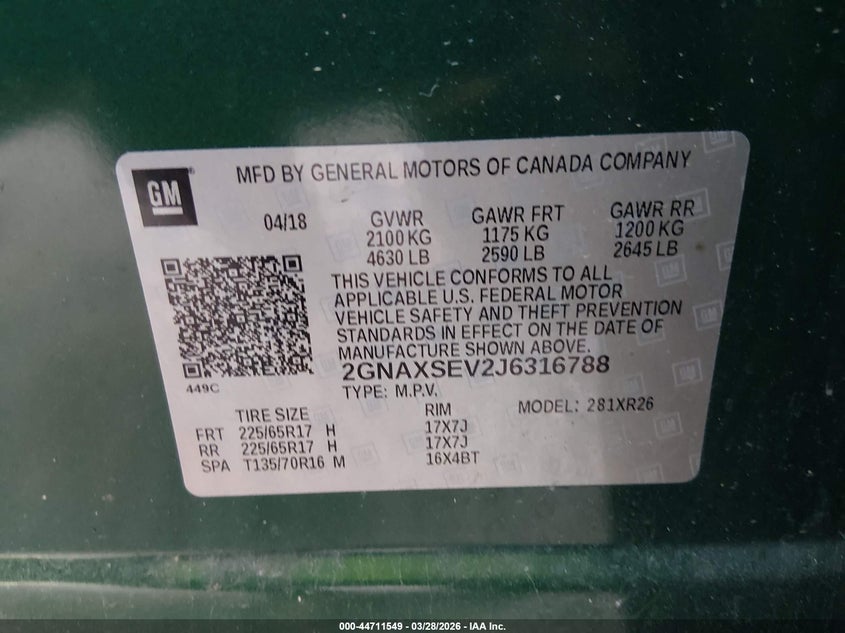 GM
MFD BY GENERAL MOTORS OF CANADA COMPANY
04/18
GVWR GAWR FRT GAWR RR
2100 KG 1175 KG 1200 KG
4630 LB 2590 LB 2645 LB
THIS VEHICLE CONFORMS TO ALL
APPLICABLE U.S. FEDERAL MOTOR
VEHICLE SAFETY AND THEFT PREVENTION
STANDARDS IN EFFECT ON THE DATE OF
MANUFACTURE SHOWN ABOVE.
449C
2GNAXSEV2J6316788
TYPE: M.P.V.
TIRE SIZE RIM MODEL: 281XR26
FRT 225/65R17 H 17X7J
RR 225/65R17 H 17X7J
SPA T135/70R16 M 16X4BT
000-44711549 | 03/28/2026 - IAA Inc.